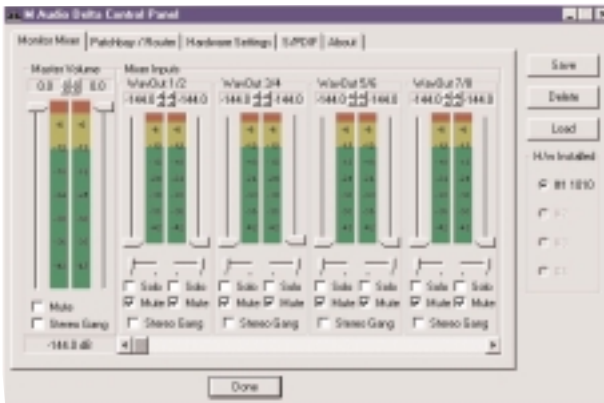 M Audio Delta Control Panel
Monitor Mixer Patchbay / Router Hardware Settings S/PDIF About
Master Volume
0.0 0.0
Mixer Inputs
WavOut 1/2 WavOut 3/4 WavOut 5/6 WavOut 7/8
-144.0 -144.0 -144.0 -144.0 -144.0 -144.0 -144.0 -144.0
Solo Solo Solo Solo Solo Solo Solo Solo
Mute Mute Mute Mute Mute Mute Mute Mute Mute
Stereo Gang Stereo Gang Stereo Gang Stereo Gang Stereo Gang
-144.0 dB
Save
Delete
Load
H/w Installed
#1 1010
Done